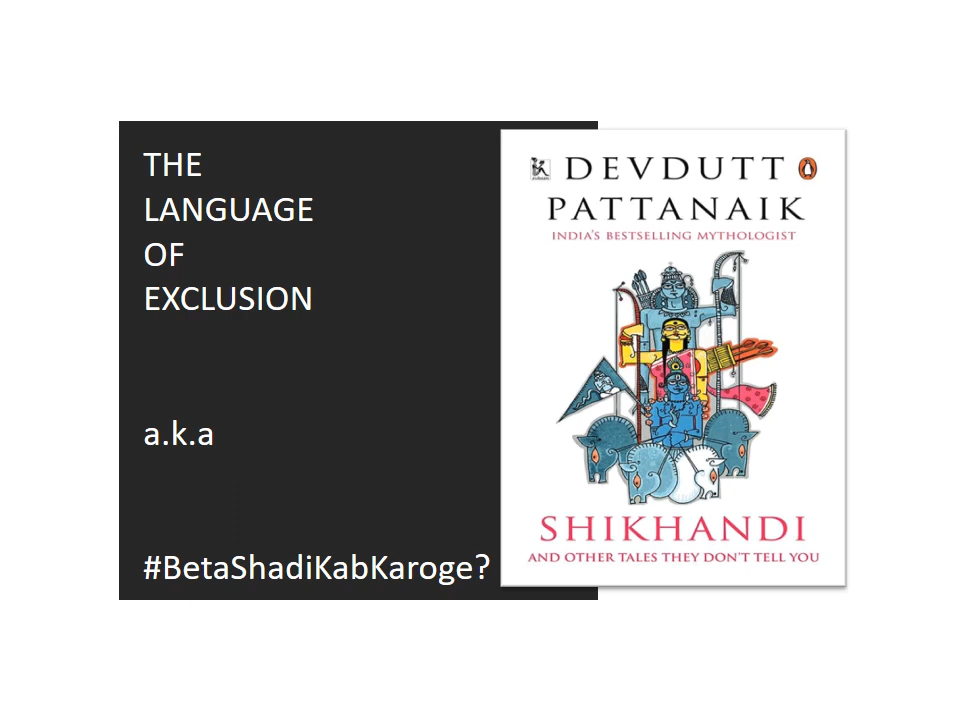 THE
LANGUAGE
OF
EXCLUSION
a.k.a
#BetaShadiKabKaroge?
DEVDUTT
PATTANAIK
INDIA'S BESTSELLING MYTHOLOGIST
SHIKHANDI
AND OTHER TALES THEY DON'T TELL YOU